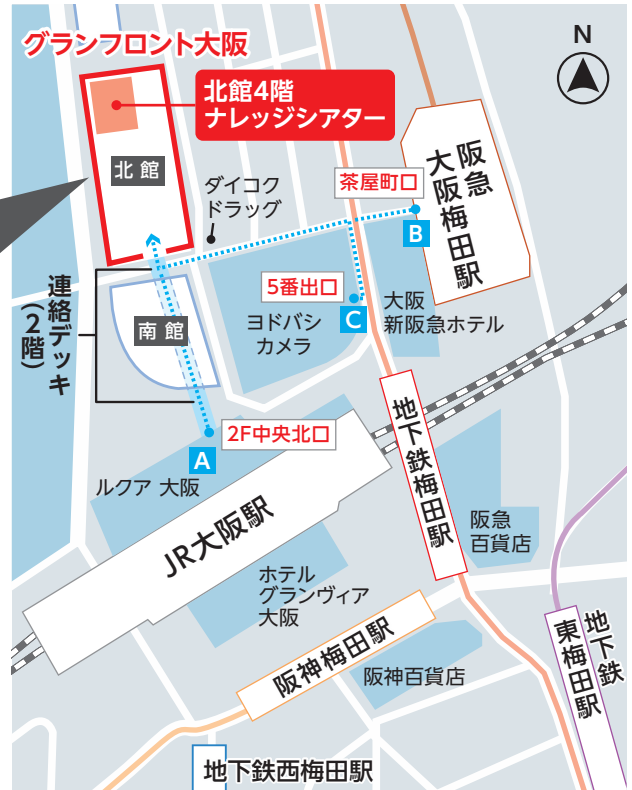 グランフロント大阪
N
北館4階
ナレッジシアター
北 館
ダイコク
ドラッグ
茶屋町口
阪急
大阪梅田駅
B
5番出口
C
大阪
新阪急ホテル
ヨドバシ
カメラ
連絡デッキ
(2階)
南 館
2F中央北口
A
ルクア 大阪
地下鉄梅田駅
JR大阪駅
阪急
百貨店
ホテル
グランヴィア
大阪
阪神梅田駅
阪神百貨店
地下鉄
東梅田駅
地下鉄西梅田駅